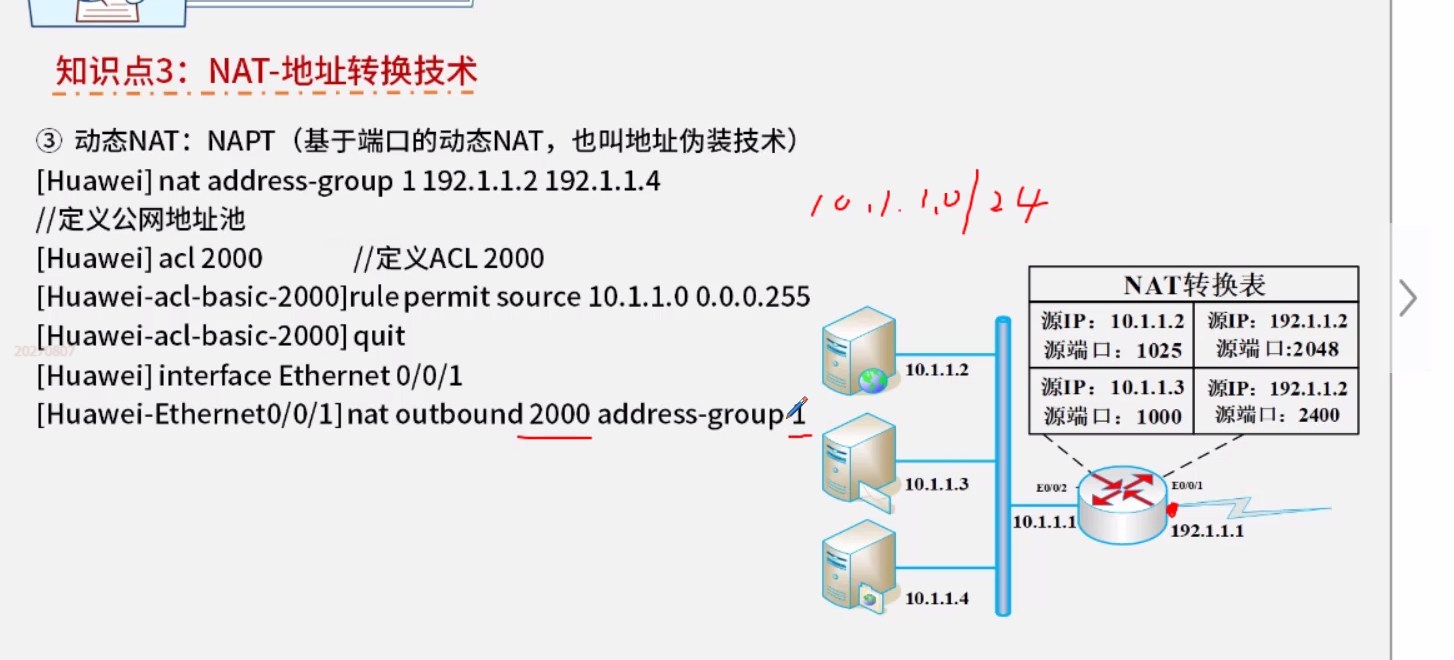 知识点3：NAT-地址转换技术
③ 动态NAT：NAPT（基于端口的动态NAT，也叫地址伪装技术）
[Huawei] nat address-group 1 192.1.1.2 192.1.1.4
//定义公网地址池
[Huawei] acl 2000 //定义ACL 2000
[Huawei-acl-basic-2000]rule permit source 10.1.1.0 0.0.0.255
[Huawei-acl-basic-2000] quit
20270807
[Huawei] interface Ethernet 0/0/1
[Huawei-Ethernet0/0/1] nat outbound 2000 address-group 1
10.1.1.0/24
NAT转换表
源IP：10.1.1.2 源IP：192.1.1.2
源端口：1025 源端口:2048
源IP：10.1.1.3 源IP：192.1.1.2
源端口：1000 源端口：2400
10.1.1.2
10.1.1.3
10.1.1.4
E0/0/2
E0/0/1
10.1.1.1
192.1.1.1